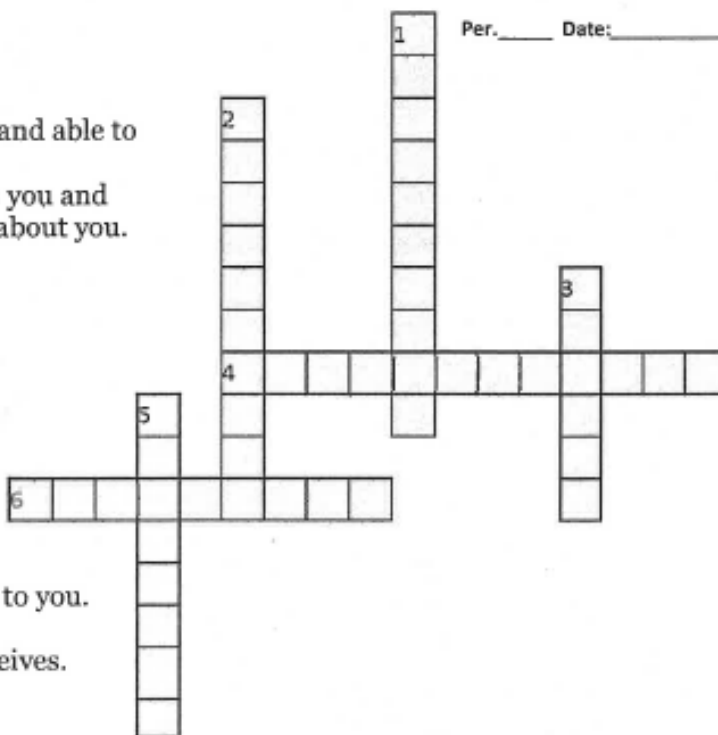 1 Per._____ Date:__________
2
and able to
you and
about you.
3
4
5
6
to you.
eives.